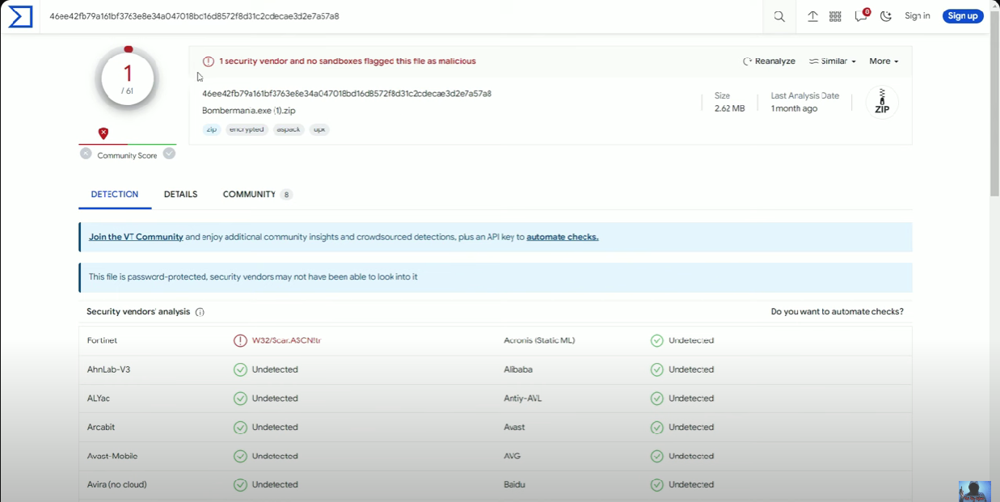 46ee42fb79a161bf3763e8e34a047018bd16d8572f8d31c2cdecae3d2e7a57a8
0
Sign in
Sign up
1
/ 61
Community Score
1 security vendor and no sandboxes flagged this file as malicious
Reanalyze
Similar
More
46ee42fb79a161bf3763e8e34a047018bd16d8572f8d31c2cdecae3d2e7a57a8
Bombermania.exe (1).zip
zip
encrypted
aspack
upx
Size
2.62 MB
Last Analysis Date
1 month ago
ZIP
DETECTION
DETAILS
COMMUNITY 8
Join the VT Community and enjoy additional community insights and crowdsourced detections, plus an API key to automate checks.
This file is password-protected, security vendors may not have been able to look into it
Security vendors' analysis
Do you want to automate checks?
Fortinet W32/Scar.ASCN!tr Acronis (Static ML) Undetected
AhnLab-V3 Undetected Alibaba Undetected
ALYac Undetected Antiy-AVL Undetected
Arcabit Undetected Avast Undetected
Avast-Mobile Undetected AVG Undetected
Avira (no cloud) Undetected Baidu Undetected